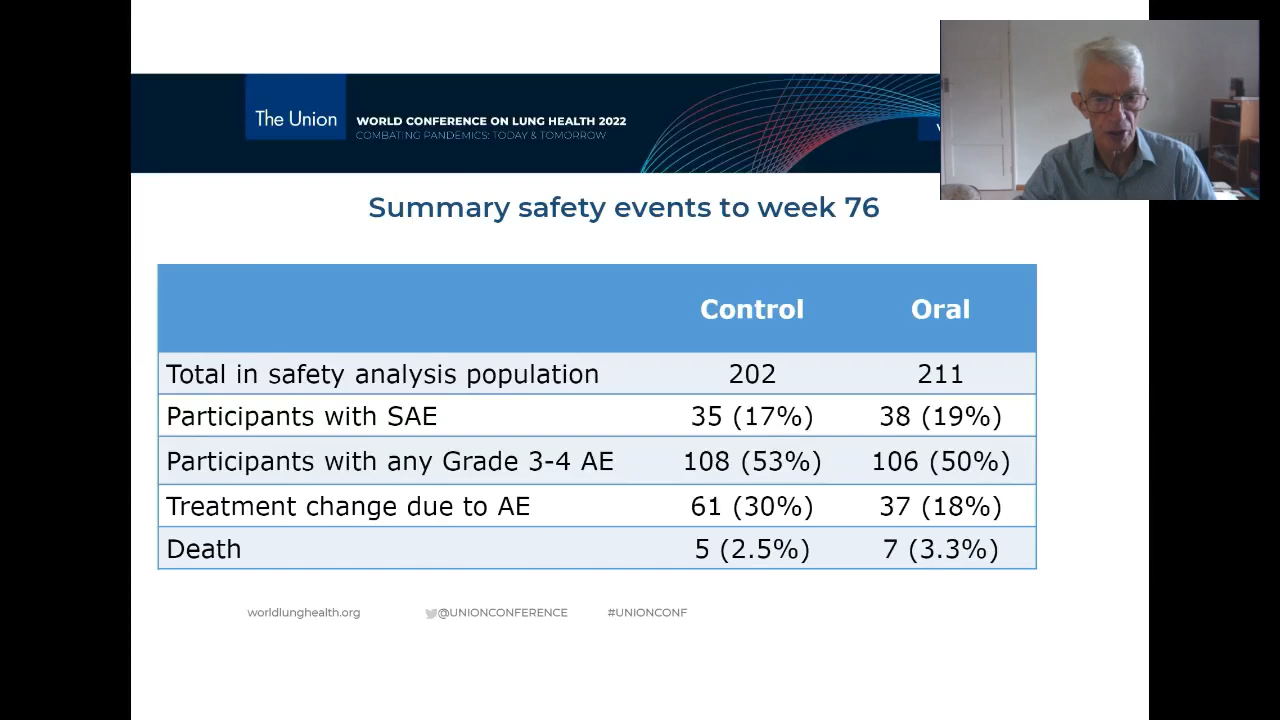 The Union
WORLD CONFERENCE ON LUNG HEALTH 2022
COMBATING PANDEMICS: TODAY & TOMORROW
Summary safety events to week 76
Control Oral
Total in safety analysis population 202 211
Participants with SAE 35 (17%) 38 (19%)
Participants with any Grade 3-4 AE 108 (53%) 106 (50%)
Treatment change due to AE 61 (30%) 37 (18%)
Death 5 (2.5%) 7 (3.3%)
worldlunghealth.org @UNIONCONFERENCE #UNIONCONF